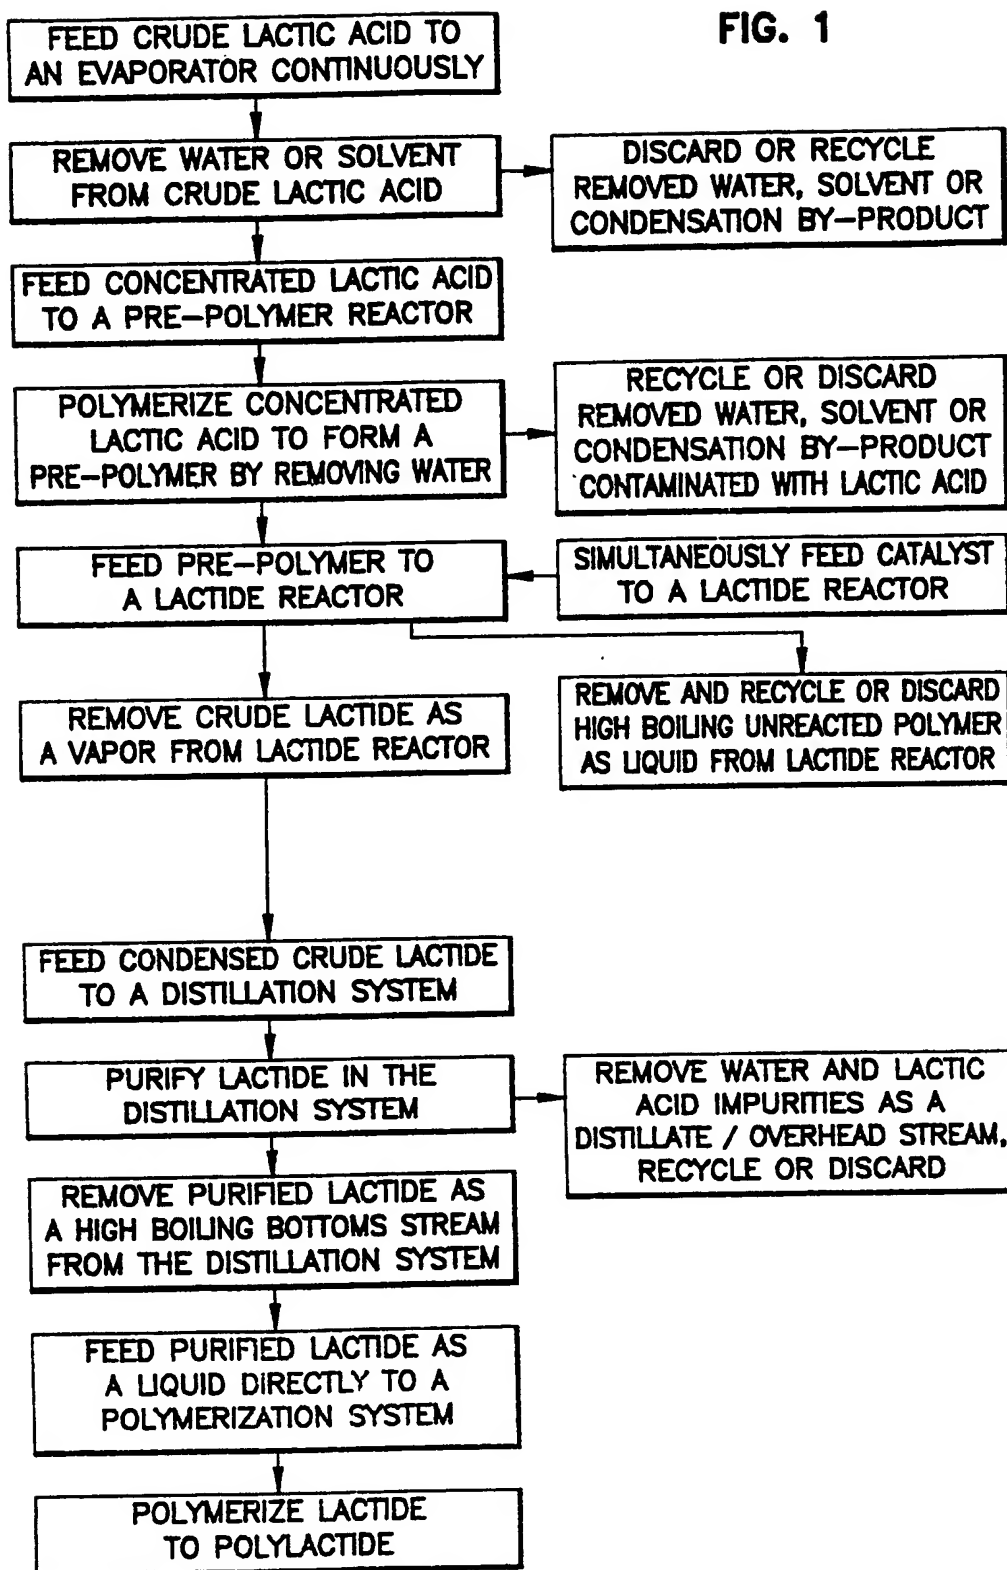 FIG. 1
FEED CRUDE LACTIC ACID TO
AN EVAPORATOR CONTINUOUSLY
REMOVE WATER OR SOLVENT
FROM CRUDE LACTIC ACID
DISCARD OR RECYCLE
REMOVED WATER, SOLVENT OR
CONDENSATION BY-PRODUCT
FEED CONCENTRATED LACTIC ACID
TO A PRE-POLYMER REACTOR
POLYMERIZE CONCENTRATED
LACTIC ACID TO FORM A
PRE-POLYMER BY REMOVING WATER
RECYCLE OR DISCARD
REMOVED WATER, SOLVENT OR
CONDENSATION BY-PRODUCT
CONTAMINATED WITH LACTIC ACID
FEED PRE-POLYMER TO
A LACTIDE REACTOR
SIMULTANEOUSLY FEED CATALYST
TO A LACTIDE REACTOR
REMOVE CRUDE LACTIDE AS
A VAPOR FROM LACTIDE REACTOR
REMOVE AND RECYCLE OR DISCARD
HIGH BOILING UNREACTED POLYMER
AS LIQUID FROM LACTIDE REACTOR
FEED CONDENSED CRUDE LACTIDE
TO A DISTILLATION SYSTEM
PURIFY LACTIDE IN THE
DISTILLATION SYSTEM
REMOVE WATER AND LACTIC
ACID IMPURITIES AS A
DISTILLATE / OVERHEAD STREAM,
RECYCLE OR DISCARD
REMOVE PURIFIED LACTIDE AS
A HIGH BOILING BOTTOMS STREAM
FROM THE DISTILLATION SYSTEM
FEED PURIFIED LACTIDE AS
A LIQUID DIRECTLY TO A
POLYMERIZATION SYSTEM
POLYMERIZE LACTIDE
TO POLYLACTIDE